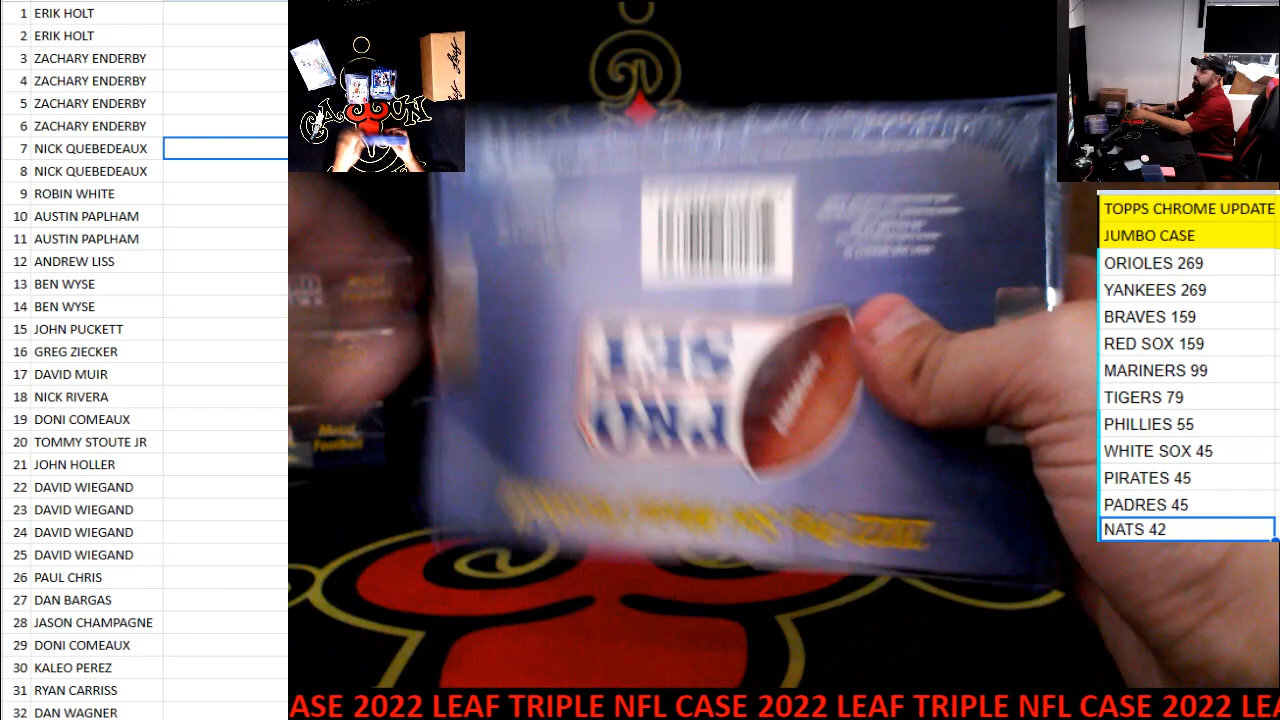 1 ERIK HOLT
2 ERIK HOLT
3 ZACHARY ENDERBY
4 ZACHARY ENDERBY
5 ZACHARY ENDERBY
6 ZACHARY ENDERBY
7 NICK QUEBEDEAUX
8 NICK QUEBEDEAUX
9 ROBIN WHITE
10 AUSTIN PAPLHAM
11 AUSTIN PAPLHAM
12 ANDREW LISS
13 BEN WYSE
14 BEN WYSE
15 JOHN PUCKETT
16 GREG ZIECKER
17 DAVID MUIR
18 NICK RIVERA
19 DONI COMEAUX
20 TOMMY STOUTE JR
21 JOHN HOLLER
22 DAVID WIEGAND
23 DAVID WIEGAND
24 DAVID WIEGAND
25 DAVID WIEGAND
26 PAUL CHRIS
27 DAN BARGAS
28 JASON CHAMPAGNE
29 DONI COMEAUX
30 KALEO PEREZ
31 RYAN CARRISS
32 DAN WAGNER
Leaf
Metal
Football
TOPPS CHROME UPDATE
JUMBO CASE
ORIOLES 269
YANKEES 269
BRAVES 159
RED SOX 159
MARINERS 99
TIGERS 79
PHILLIES 55
WHITE SOX 45
PIRATES 45
PADRES 45
NATS 42
ASE 2022 LEAF TRIPLE NFL CASE 2022 LEAF TRIPLE NFL CASE 2022 LEA